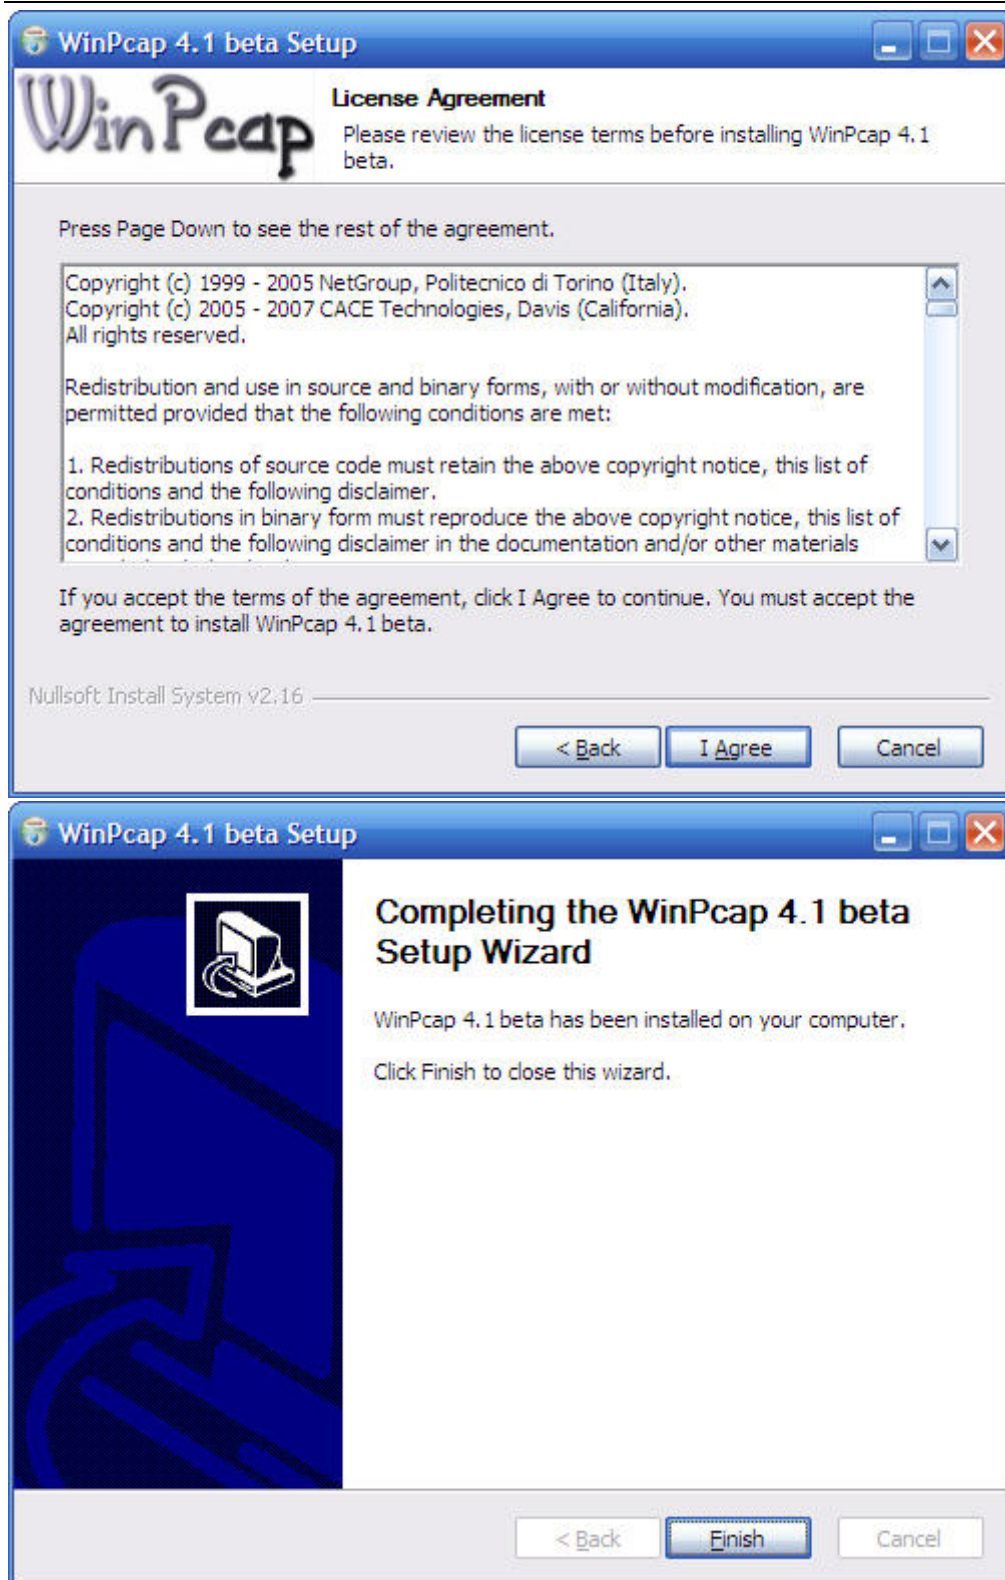 WinPcap 4.1 beta Setup
WinPcap
License Agreement
Please review the license terms before installing WinPcap 4.1
beta.
Press Page Down to see the rest of the agreement.
Copyright (c) 1999 - 2005 NetGroup, Politecnico di Torino (Italy).
Copyright (c) 2005 - 2007 CACE Technologies, Davis (California).
All rights reserved.
Redistribution and use in source and binary forms, with or without modification, are
permitted provided that the following conditions are met:
1. Redistributions of source code must retain the above copyright notice, this list of
conditions and the following disclaimer.
2. Redistributions in binary form must reproduce the above copyright notice, this list of
conditions and the following disclaimer in the documentation and/or other materials
If you accept the terms of the agreement, click I Agree to continue. You must accept the
agreement to install WinPcap 4.1 beta.
Nullsoft Install System v2.16
< Back I Agree Cancel
WinPcap 4.1 beta Setup
Completing the WinPcap 4.1 beta
Setup Wizard
WinPcap 4.1 beta has been installed on your computer.
Click Finish to close this wizard.
< Back Finish Cancel